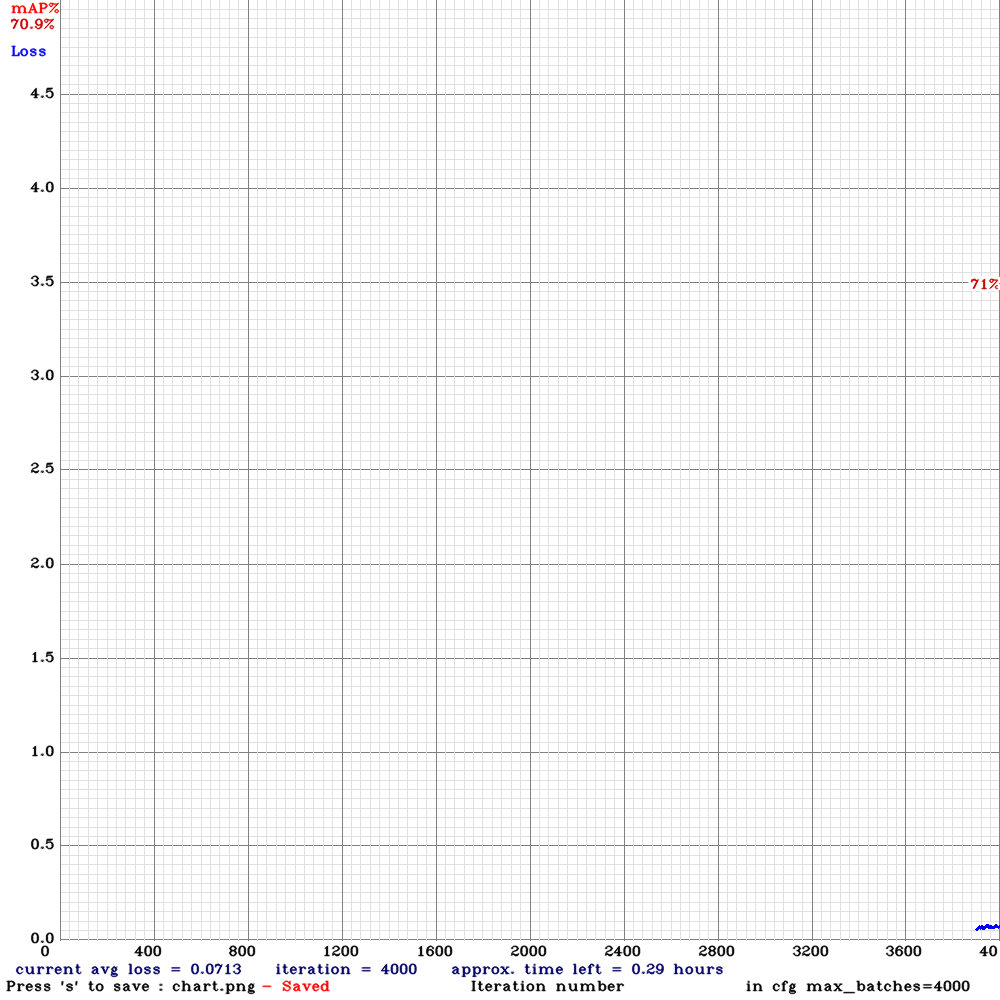 mAP%
70.9%
Loss
4.5
4.0
3.5
71%
3.0
2.5
2.0
1.5
1.0
0.5
0.0
0 400 800 1200 1600 2000 2400 2800 3200 3600 40
current avg loss = 0.0713 iteration = 4000 approx. time left = 0.29 hours
Press 's' to save : chart.png - Saved Iteration number in cfg max_batches=4000